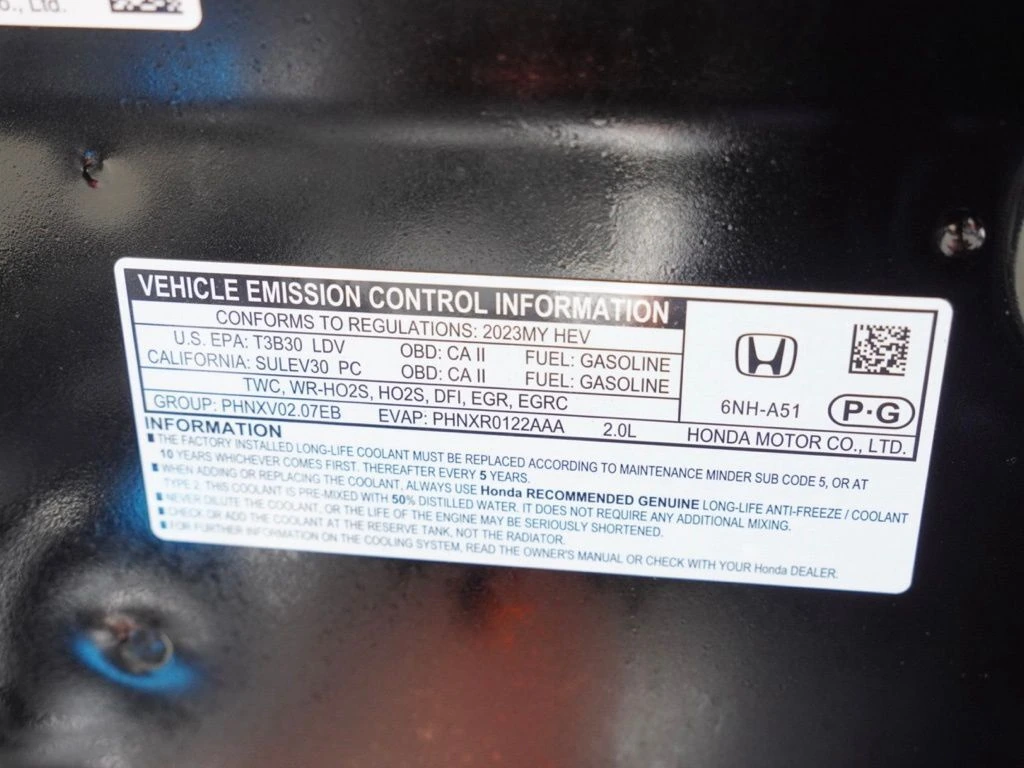 o., Ltd.
VEHICLE EMISSION CONTROL INFORMATION
CONFORMS TO REGULATIONS: 2023MY HEV
U.S. EPA: T3B30 LDV OBD: CA II FUEL: GASOLINE
CALIFORNIA: SULEV30 PC OBD: CA II FUEL: GASOLINE
TWC, WR-HO2S, HO2S, DFI, EGR, EGRC
GROUP: PHNXV02.07EB EVAP: PHNXR0122AAA 2.0L
6NH-A51 P·G
HONDA MOTOR CO., LTD.
INFORMATION
■ THE FACTORY INSTALLED LONG-LIFE COOLANT MUST BE REPLACED ACCORDING TO MAINTENANCE MINDER SUB CODE 5, OR AT
10 YEARS WHICHEVER COMES FIRST. THEREAFTER EVERY 5 YEARS.
■ WHEN ADDING OR REPLACING THE COOLANT, ALWAYS USE Honda RECOMMENDED GENUINE LONG-LIFE ANTI-FREEZE / COOLANT
TYPE 2. THIS COOLANT IS PRE-MIXED WITH 50% DISTILLED WATER. IT DOES NOT REQUIRE ANY ADDITIONAL MIXING.
■ NEVER DILUTE THE COOLANT, OR THE LIFE OF THE ENGINE MAY BE SERIOUSLY SHORTENED.
■ CHECK OR ADD THE COOLANT AT THE RESERVE TANK, NOT THE RADIATOR.
■ FOR FURTHER INFORMATION ON THE COOLING SYSTEM, READ THE OWNER'S MANUAL OR CHECK WITH YOUR Honda DEALER.